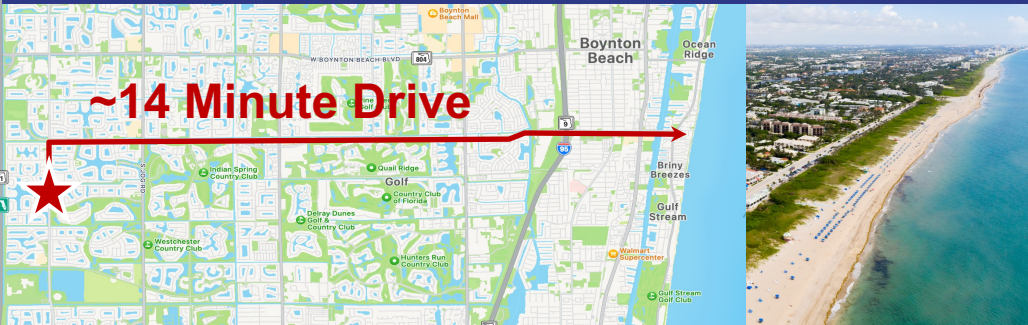 Boynton
Beach Mall
W BOYNTON BEACH BLVD
804
Boynton
Beach
Ocean
Ridge
~14 Minute Drive
9
95
S JOG RD
Indian Spring
Country Club
Quail Ridge
Golf
Country Club
of Florida
Briny
Breezes
Delray Dunes
Golf &
Country Club
Gulf
Stream
Westchester
Country Club
Hunters Run
Country Club
Walmart
Supercenter
Gulf Stream
Golf Club